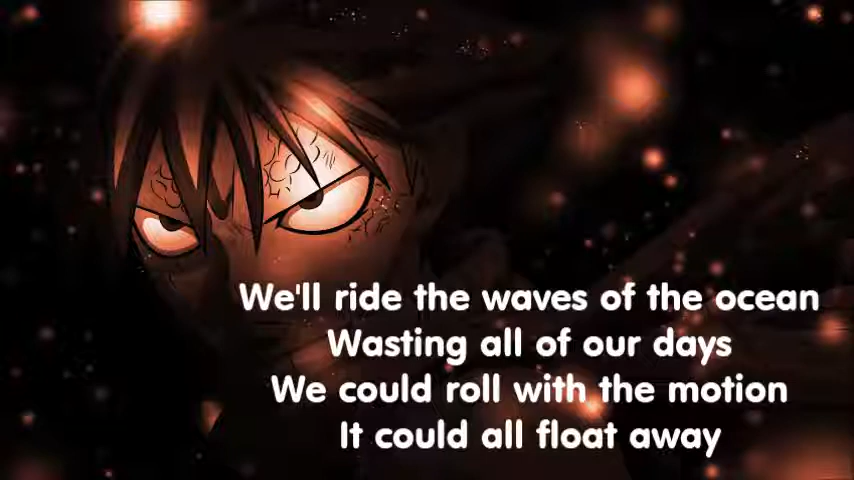 We'll ride the waves of the ocean
Wasting all of our days
We could roll with the motion
It could all float away